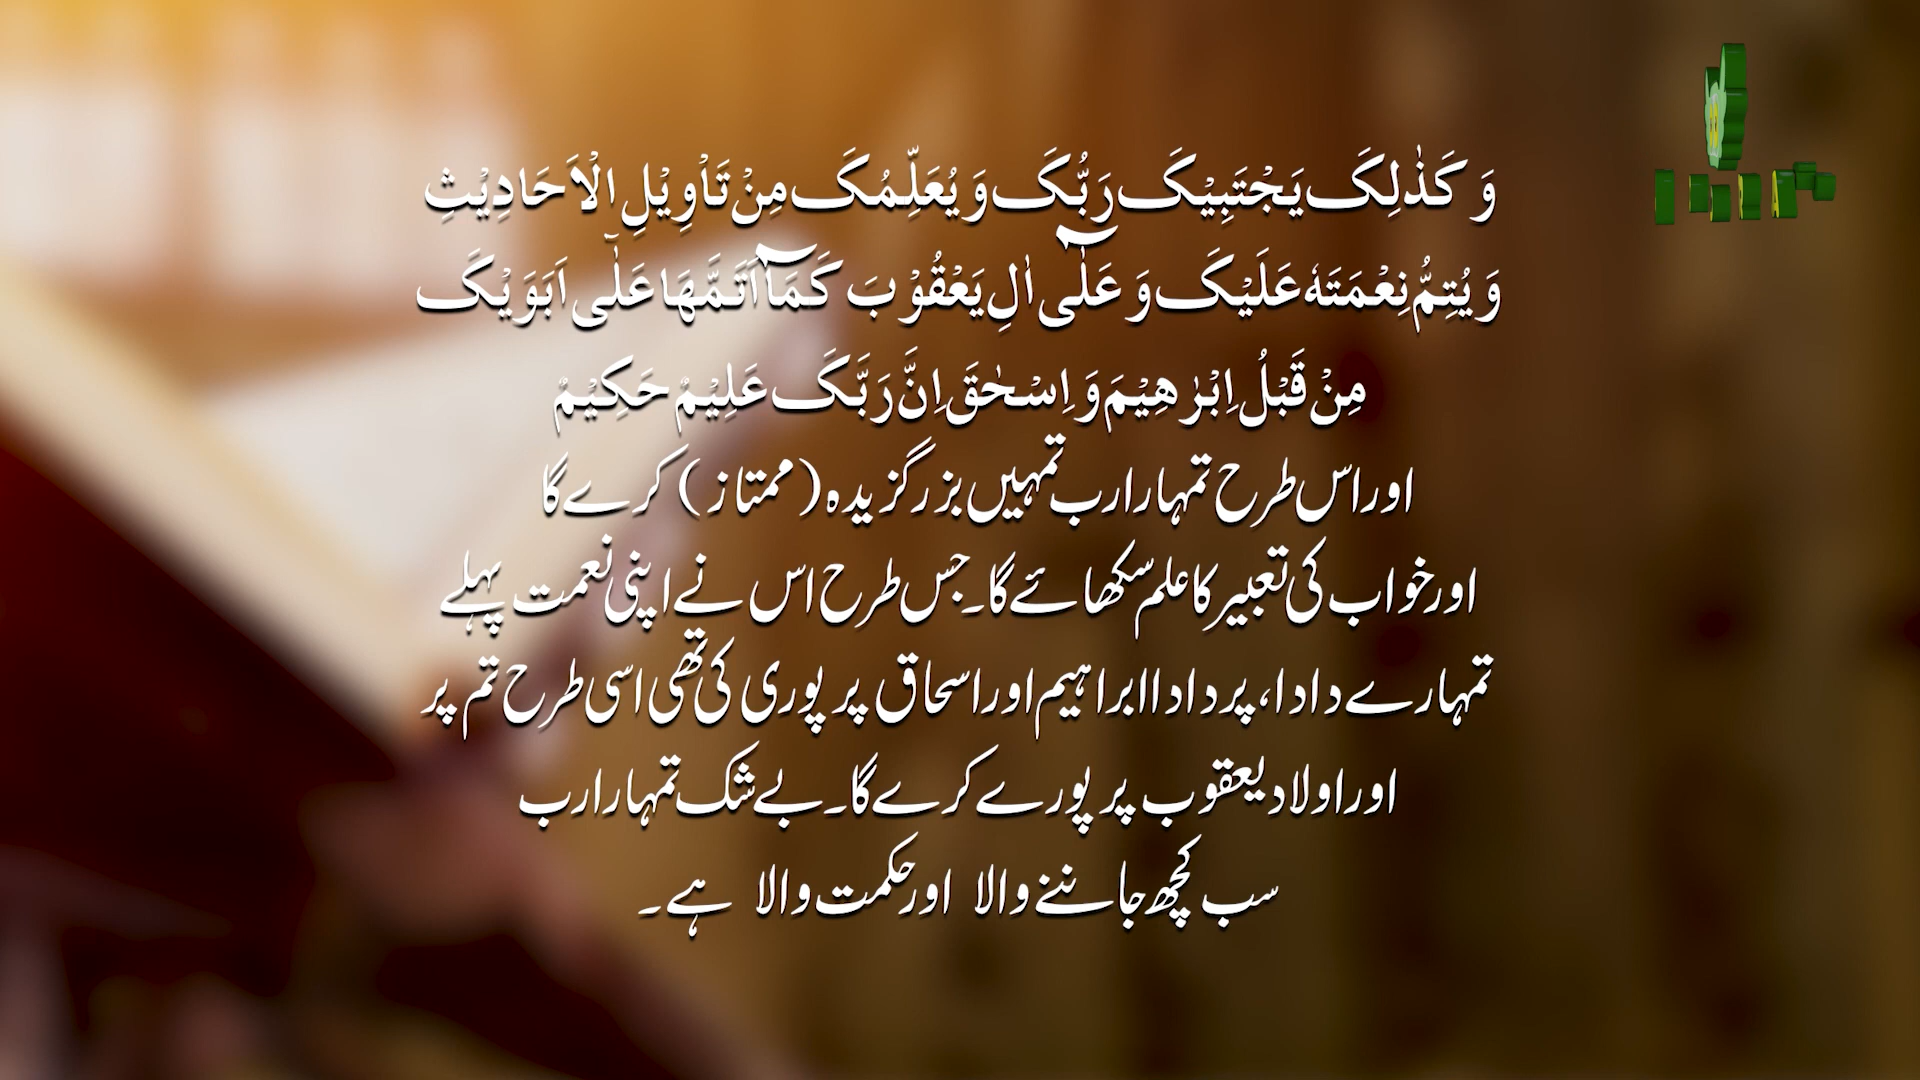 وَ کَذٰلِکَ یَجْتَبِیْکَ رَبُّکَ وَ یُعَلِّمُکَ مِنْ تَاْوِیْلِ الْاَحَادِیْثِ
وَ یُتِمُّ نِعْمَتَہٗ عَلَیْکَ وَ عَلٰۤی اٰلِ یَعْقُوْبَ کَمَاۤ اَتَمَّھَا عَلٰۤی اَبَوَیْکَ
مِنْ قَبْلُ اِبْرٰھِیْمَ وَ اِسْحٰقَ اِنَّ رَبَّکَ عَلِیْمٌ حَکِیْمٌ
اور اس طرح تمہارا رب تمہیں بزرگزیدہ (ممتاز) کرے گا
اور خواب کی تعبیر کا علم سکھائے گا۔ جس طرح اس نے اپنی نعمت پہلے
تمہارے دادا، پردادا ابراہیم اور اسحاق پر پوری کی تھی اسی طرح تم پر
اور اولاد یعقوب پر پورے کرے گا۔ بے شک تمہارا رب
سب کچھ جاننے والا اور حکمت والا ہے۔